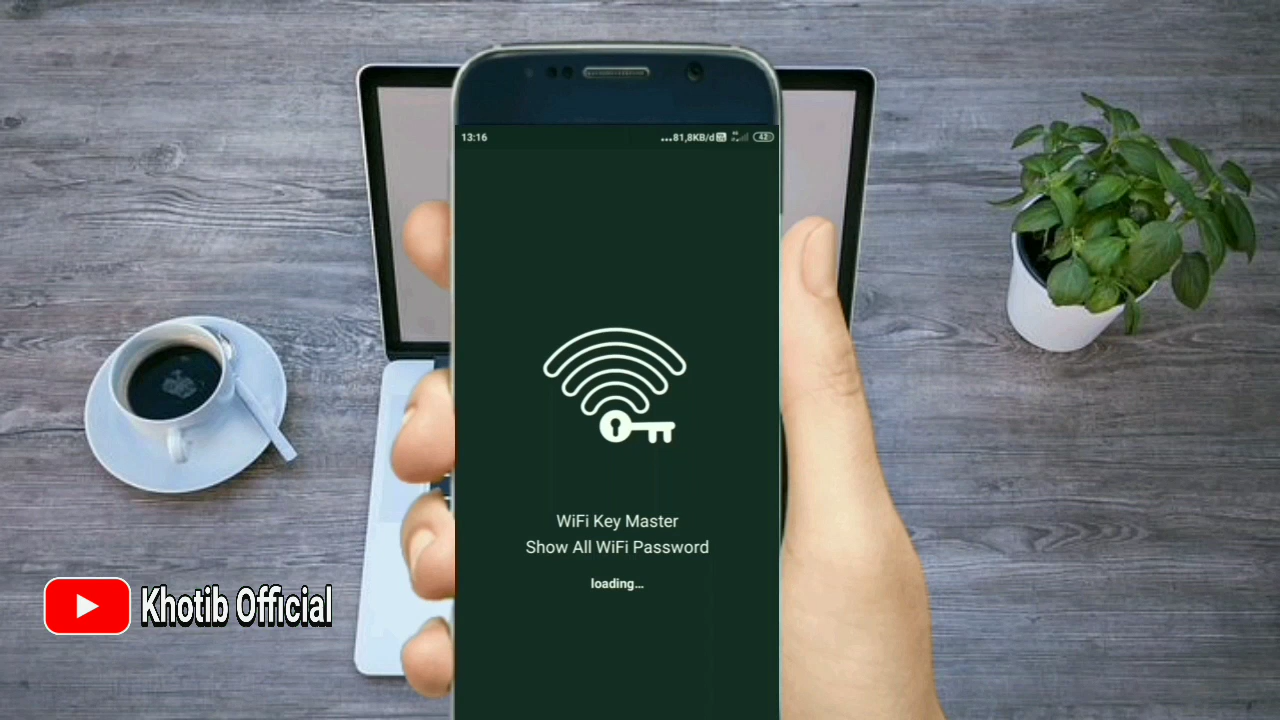 13:16
...81,8KB/d
42
WiFi Key Master
Show All WiFi Password
loading...
Khotib Official